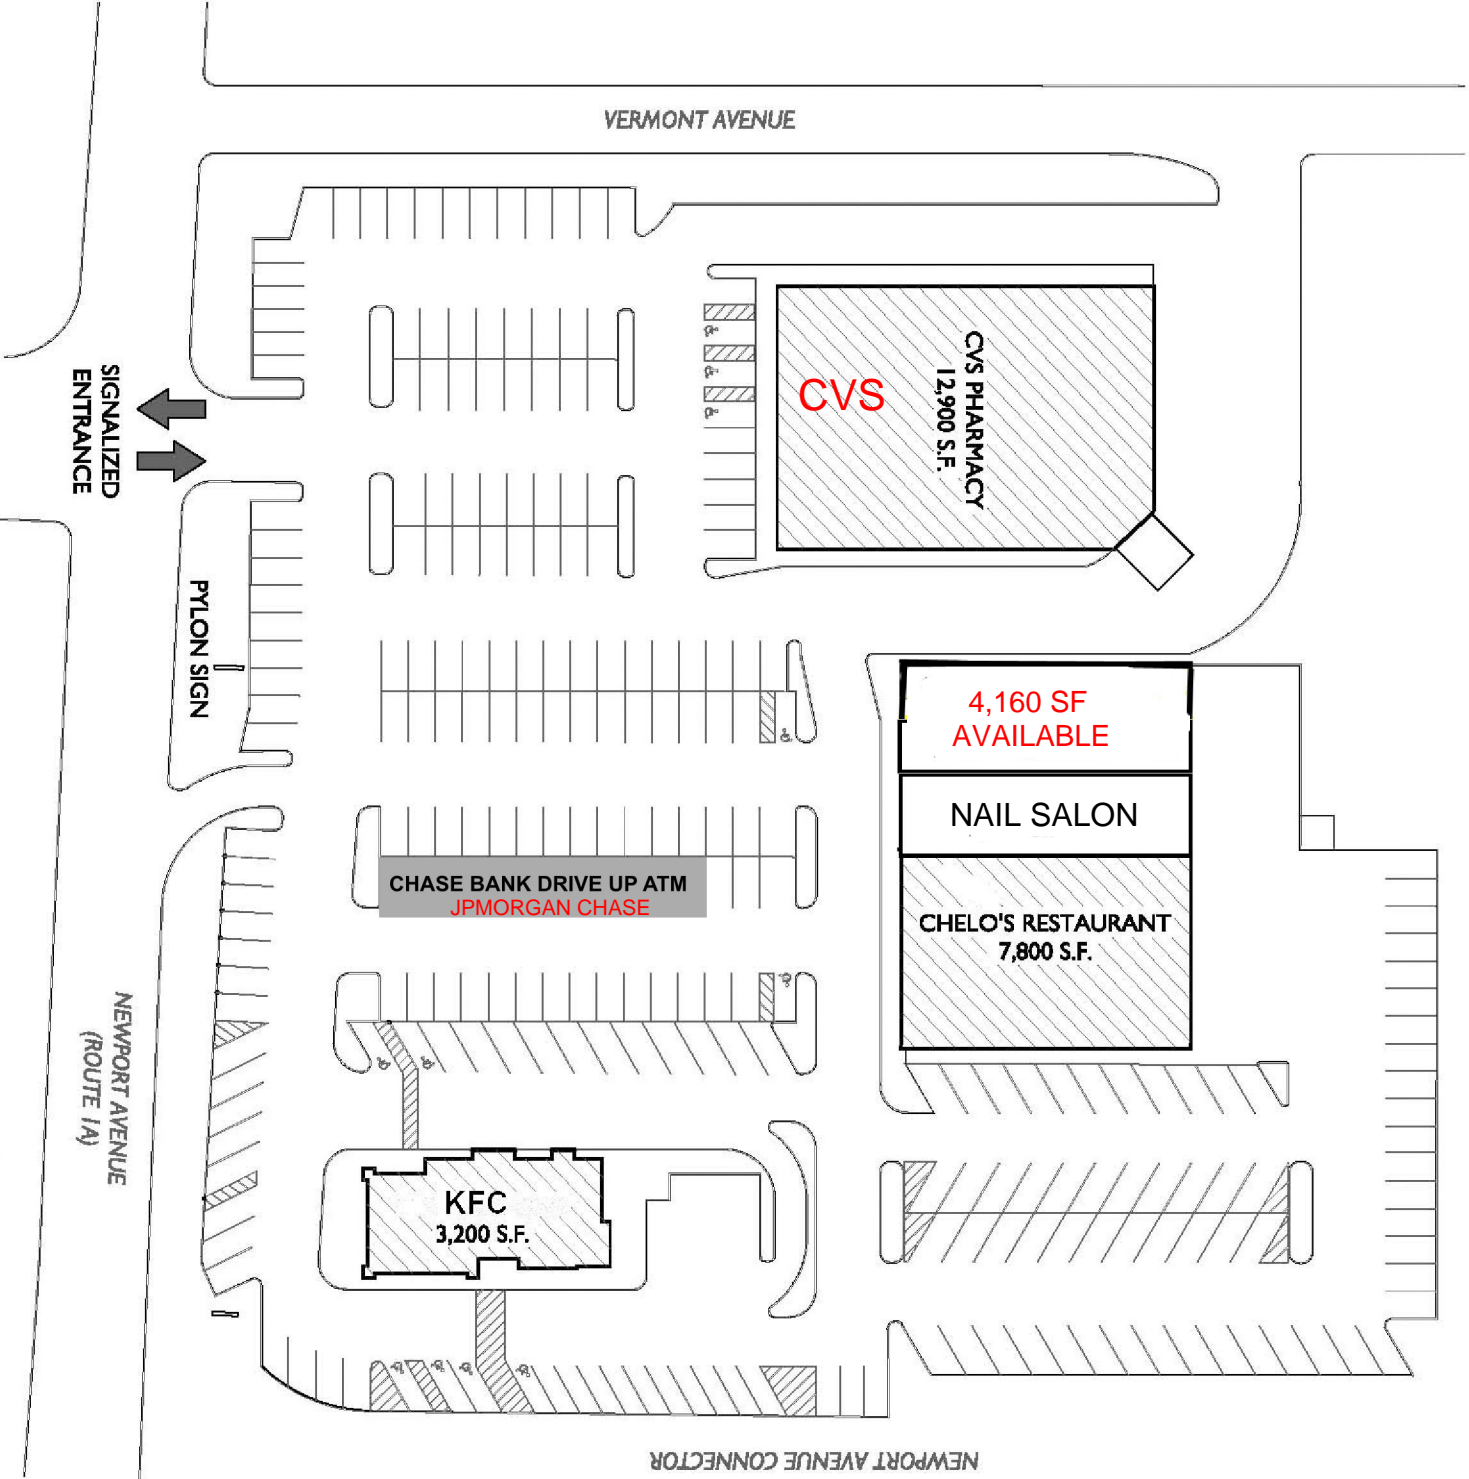 VERMONT AVENUE
SIGNALIZED
ENTRANCE
CVS
CVS PHARMACY
12,900 S.F.
PYLON SIGN
4,160 SF
AVAILABLE
NAIL SALON
CHASE BANK DRIVE UP ATM
JPMORGAN CHASE
CHELO'S RESTAURANT
7,800 S.F.
NEWPORT AVENUE
(ROUTE 1A)
KFC
3,200 S.F.
NEWPORT AVENUE CONNECTOR